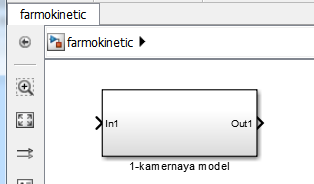 farmokinetic
farmokinetic
In1 Out1
1-kamernaya model